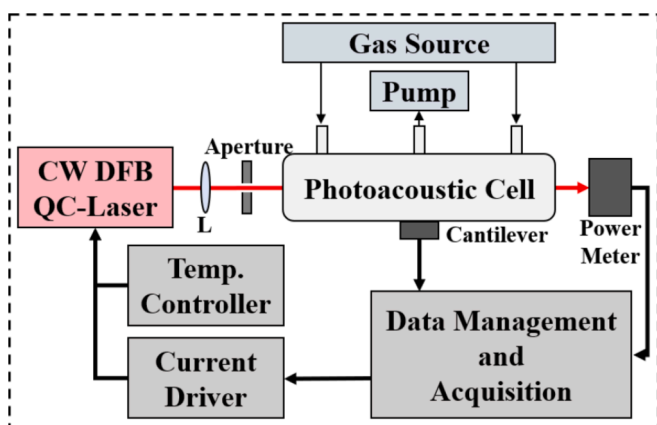 Gas Source
Pump
Aperture
CW DFB
QC-Laser
L
Photoacoustic Cell
Cantilever
Power
Meter
Temp.
Controller
Data Management
and
Acquisition
Current
Driver